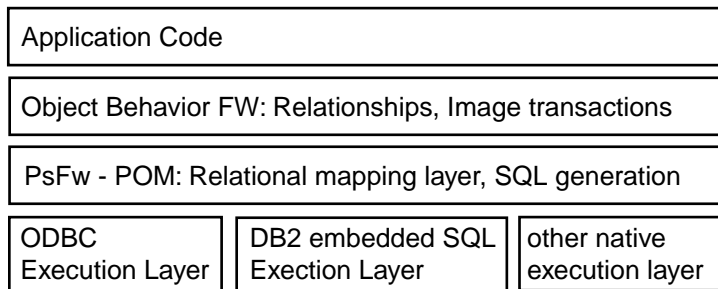 Application Code
Object Behavior FW: Relationships, Image transactions
PsFw - POM: Relational mapping layer, SQL generation
ODBC
Execution Layer
DB2 embedded SQL
Exection Layer
other native
execution layer